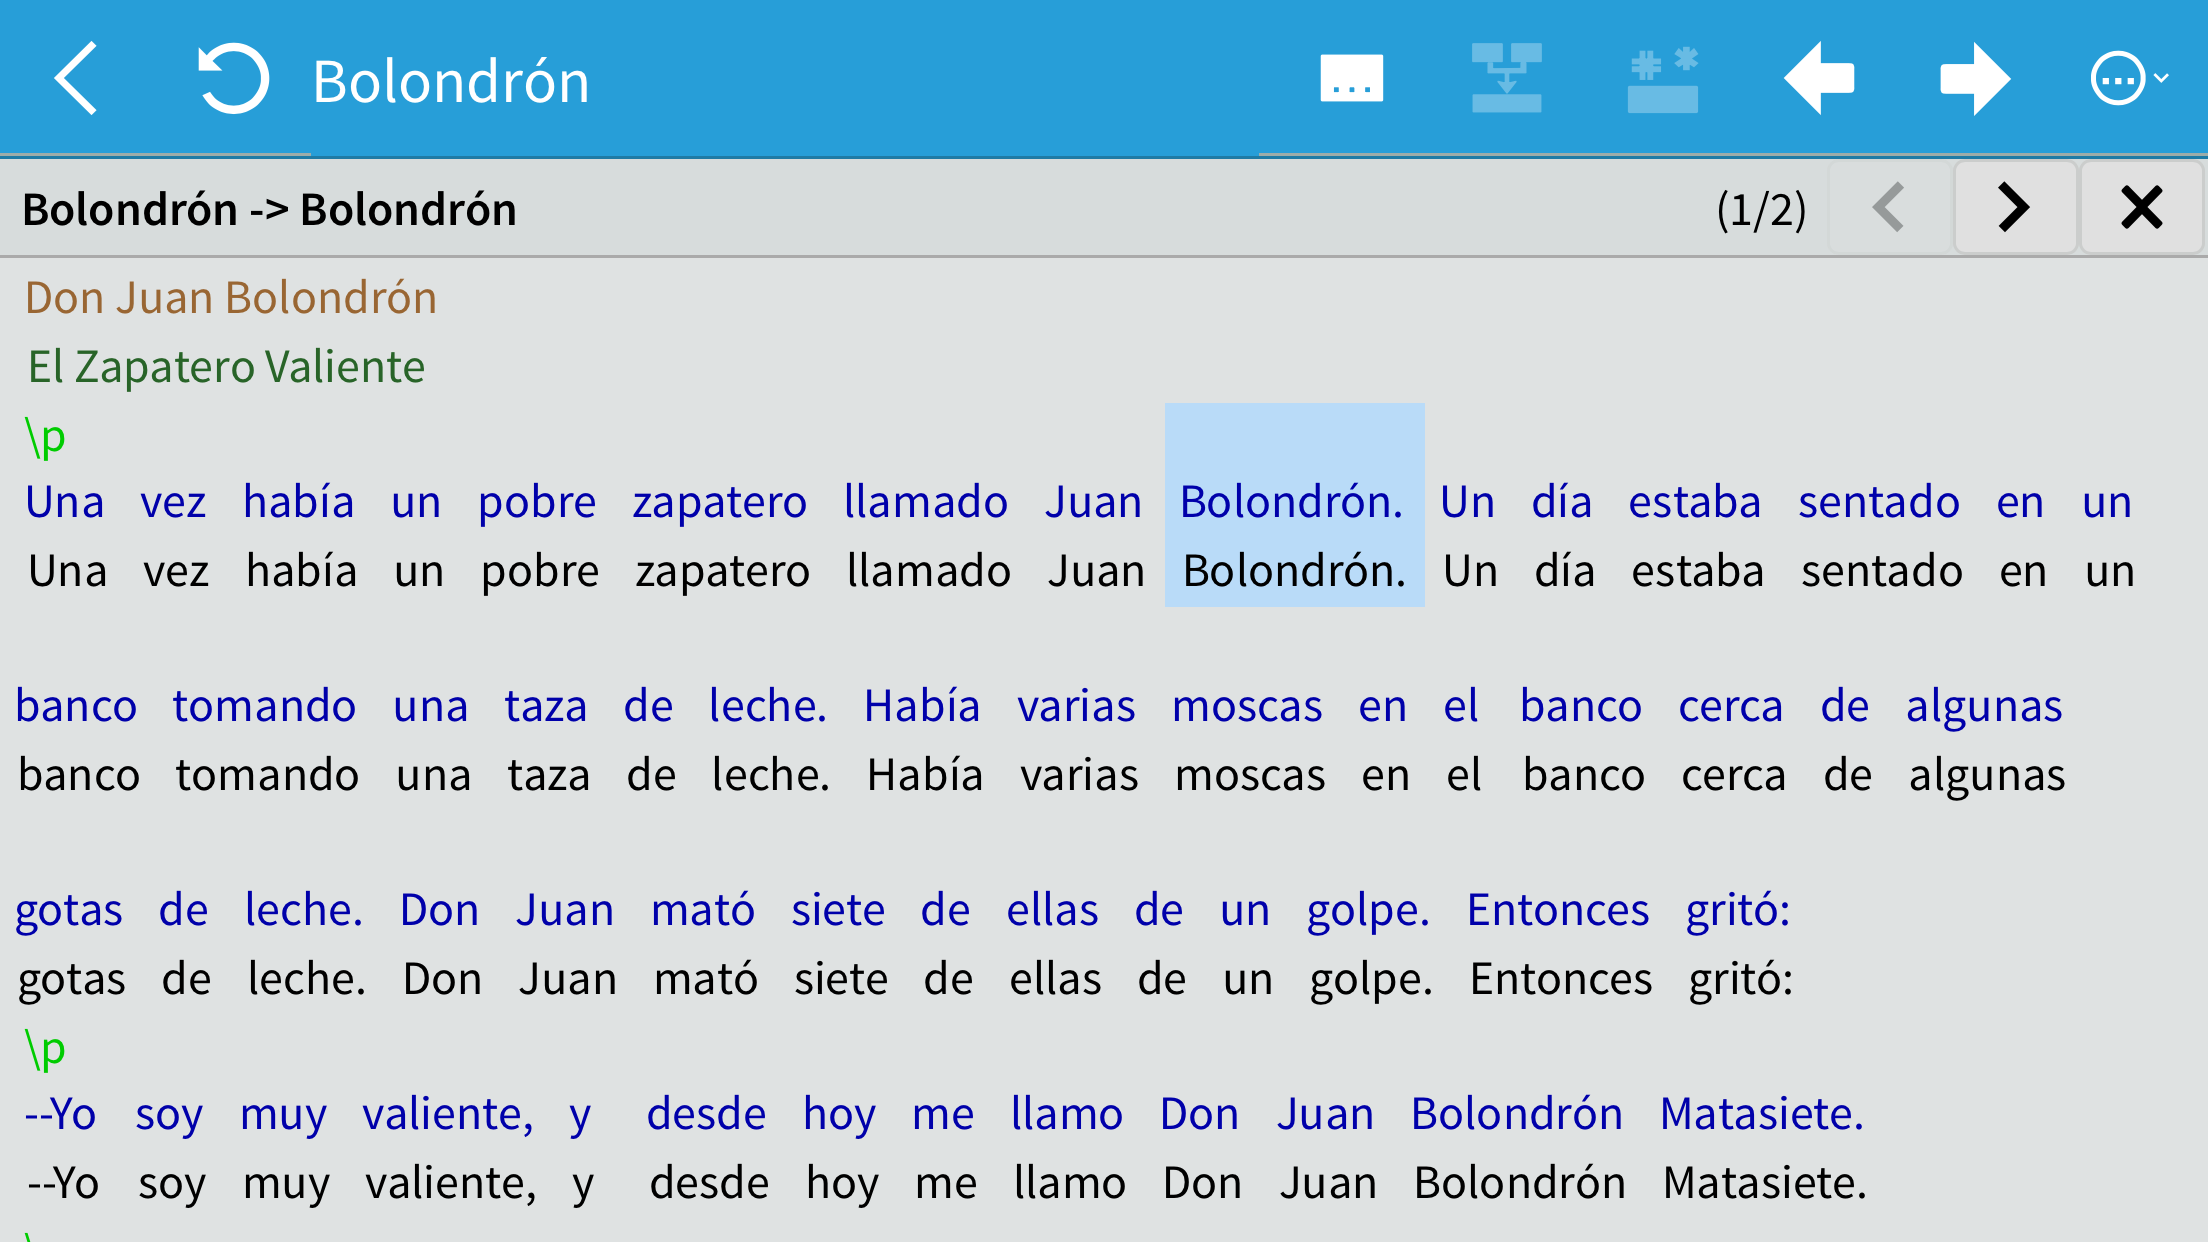 Bolondrón
Bolondrón -> Bolondrón (1/2)
Don Juan Bolondrón
El Zapatero Valiente
\p
Una vez había un pobre zapatero llamado Juan Bolondrón. Un día estaba sentado en un
Una vez había un pobre zapatero llamado Juan Bolondrón. Un día estaba sentado en un
banco tomando una taza de leche. Había varias moscas en el banco cerca de algunas
banco tomando una taza de leche. Había varias moscas en el banco cerca de algunas
gotas de leche. Don Juan mató siete de ellas de un golpe. Entonces gritó:
gotas de leche. Don Juan mató siete de ellas de un golpe. Entonces gritó:
\p
--Yo soy muy valiente, y desde hoy me llamo Don Juan Bolondrón Matasiete.
--Yo soy muy valiente, y desde hoy me llamo Don Juan Bolondrón Matasiete.